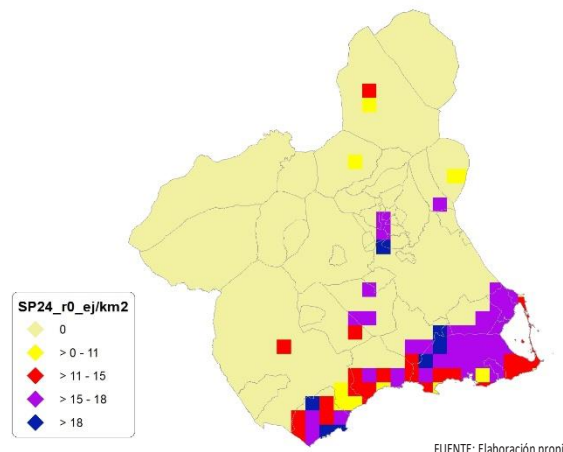 SP24_r0_ej/km2
0
> 0 - 11
> 11 - 15
> 15 - 18
> 18
FUENTE: Elaboración propi